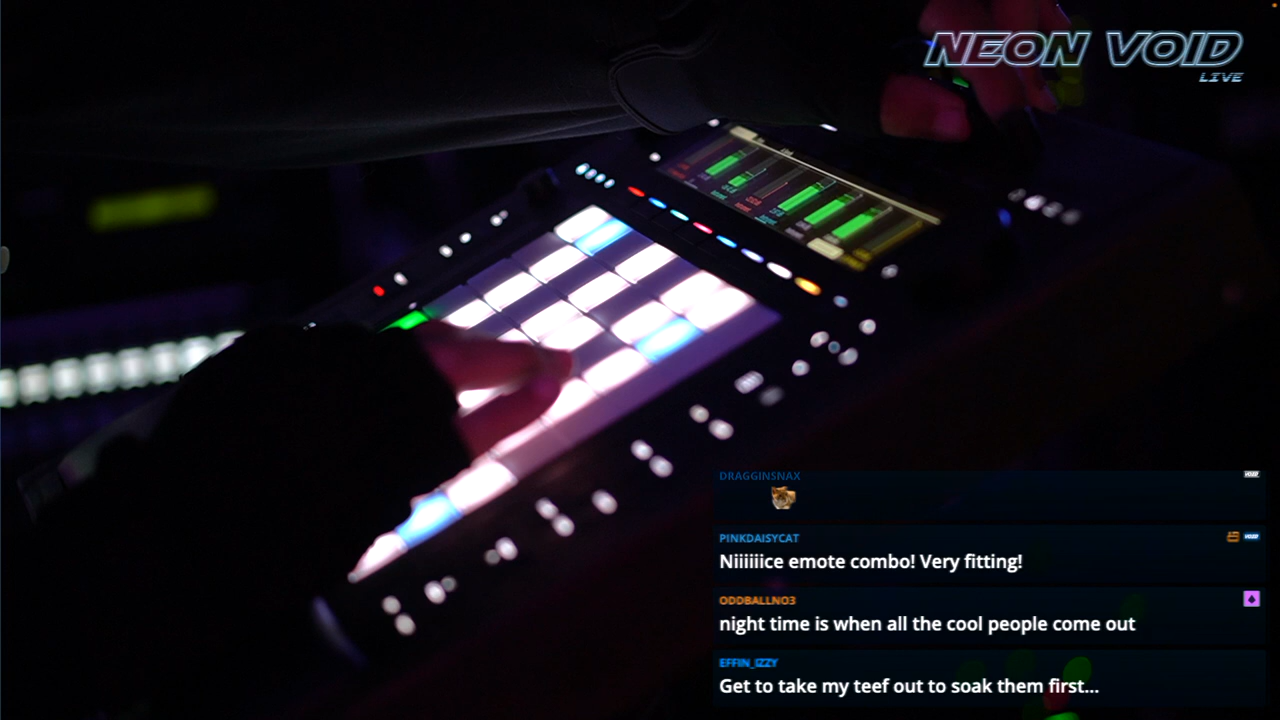 NEON VOID
LIVE
DRAGGINSNAX
PINKDAISYCAT
Niiiiiice emote combo! Very fitting!
ODDBALLNO3
night time is when all the cool people come out
EFFIN_IZZY
Get to take my teef out to soak them first...